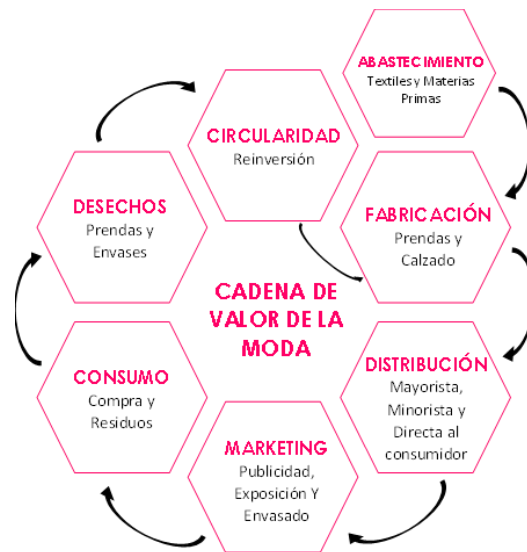 ABASTECIMIENTO
Textiles y Materias
Primas
CIRCULARIDAD
Reinversión
FABRICACIÓN
Prendas y
Calzado
DESECHOS
Prendas y
Envases
CADENA DE
VALOR DE LA
MODA
DISTRIBUCIÓN
Mayorista,
Minorista y
Directa al
consumidor
CONSUMO
Compra y
Residuos
MARKETING
Publicidad,
Exposición Y
Envasado